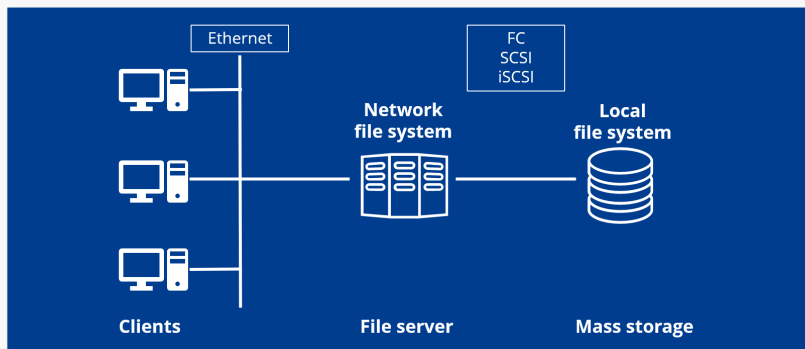 Ethernet
FC
SCSI
iSCSI
Network
file system
Local
file system
Clients
File server
Mass storage